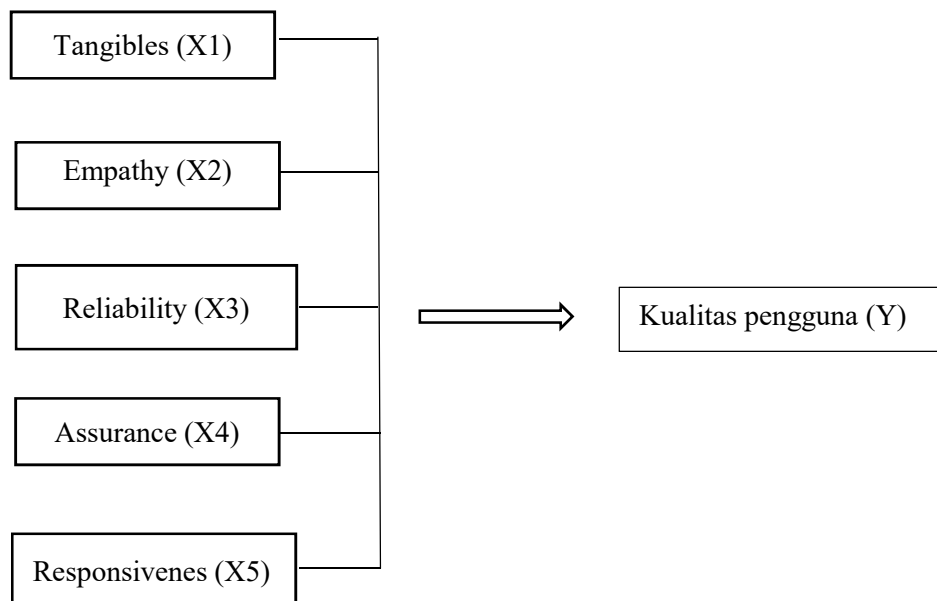 Tangibles (X1)
Empathy (X2)
Reliability (X3)
Kualitas pengguna (Y)
Assurance (X4)
Responsivenes (X5)